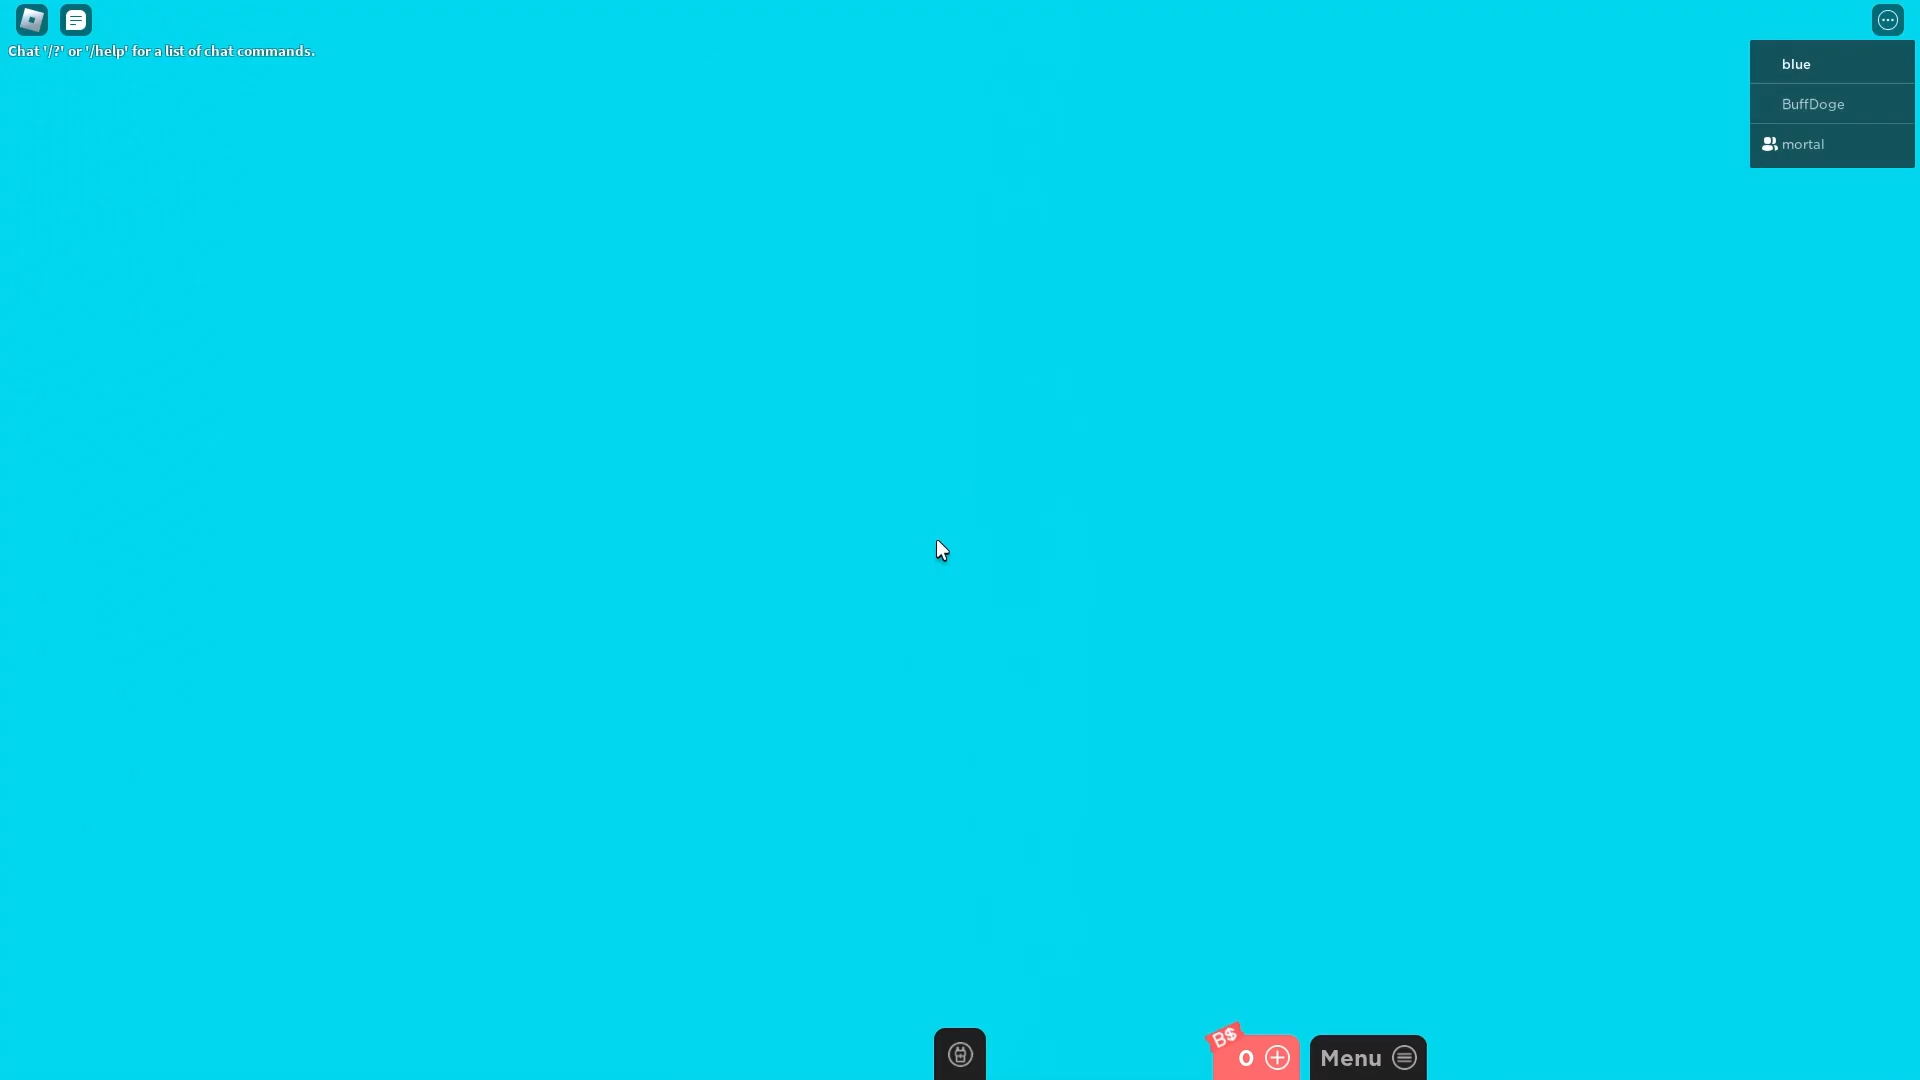 Chat '/?' or '/help' for a list of chat commands.
blue
BuffDoge
mortal
B$
0
Menu